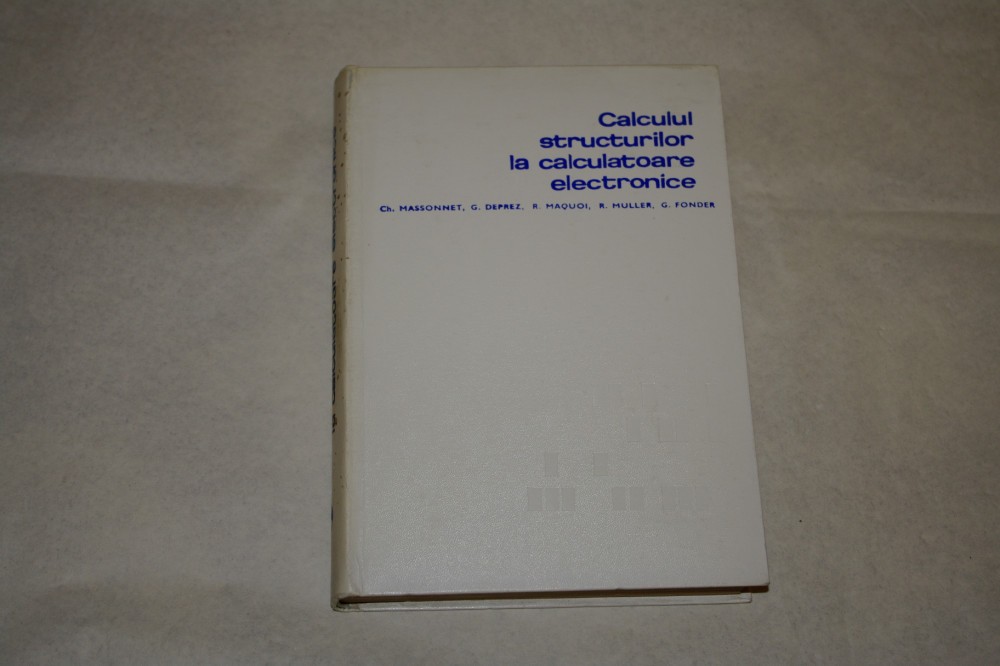 Calculul
structurilor
la calculatoare
electronice
Ch. MASSONNET, G. DEPREZ, R. MAQUOI, R. MULLER, G. FONDER